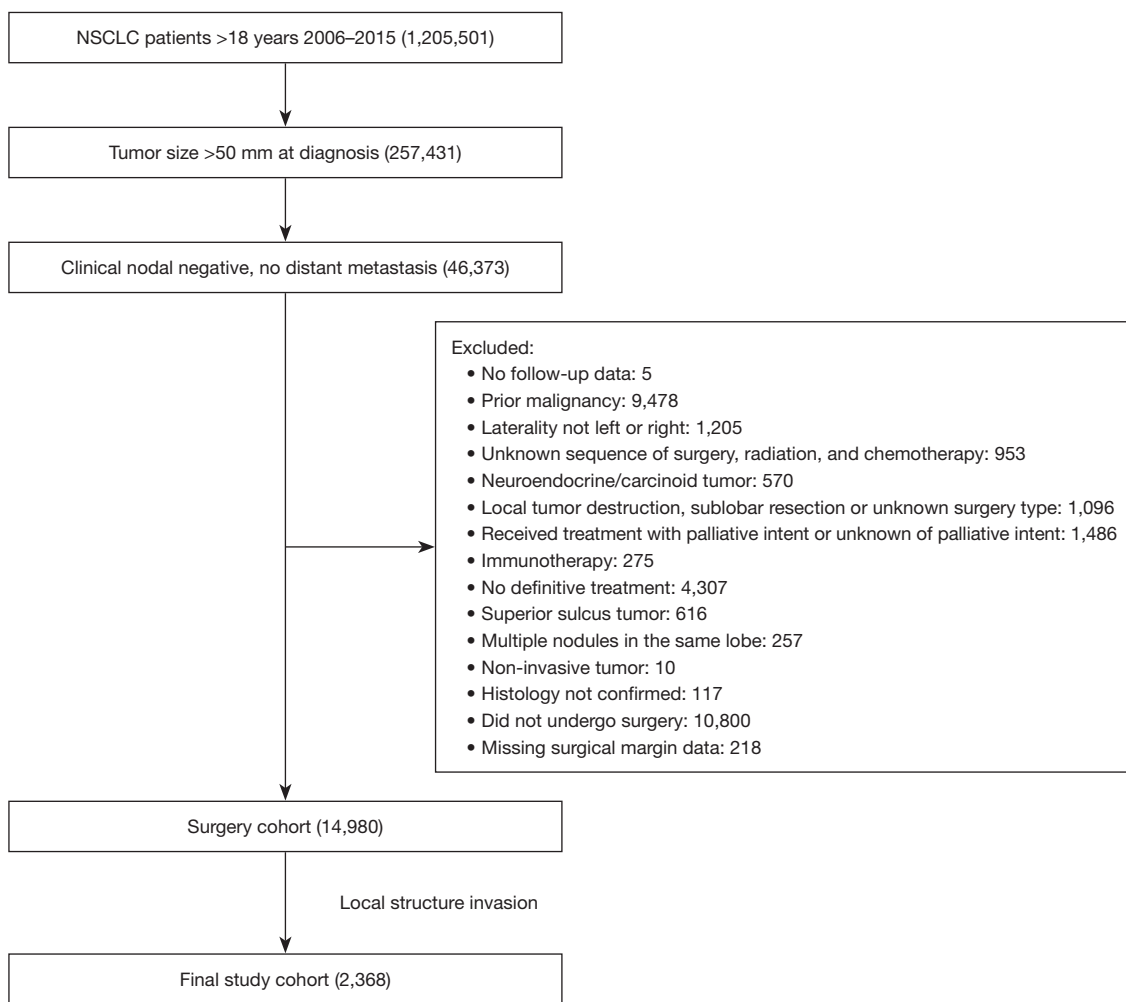 NSCLC patients >18 years 2006–2015 (1,205,501)
Tumor size >50 mm at diagnosis (257,431)
Clinical nodal negative, no distant metastasis (46,373)
Excluded:
• No follow-up data: 5
• Prior malignancy: 9,478
• Laterality not left or right: 1,205
• Unknown sequence of surgery, radiation, and chemotherapy: 953
• Neuroendocrine/carcinoid tumor: 570
• Local tumor destruction, sublobar resection or unknown surgery type: 1,096
• Received treatment with palliative intent or unknown of palliative intent: 1,486
• Immunotherapy: 275
• No definitive treatment: 4,307
• Superior sulcus tumor: 616
• Multiple nodules in the same lobe: 257
• Non-invasive tumor: 10
• Histology not confirmed: 117
• Did not undergo surgery: 10,800
• Missing surgical margin data: 218
Surgery cohort (14,980)
Local structure invasion
Final study cohort (2,368)